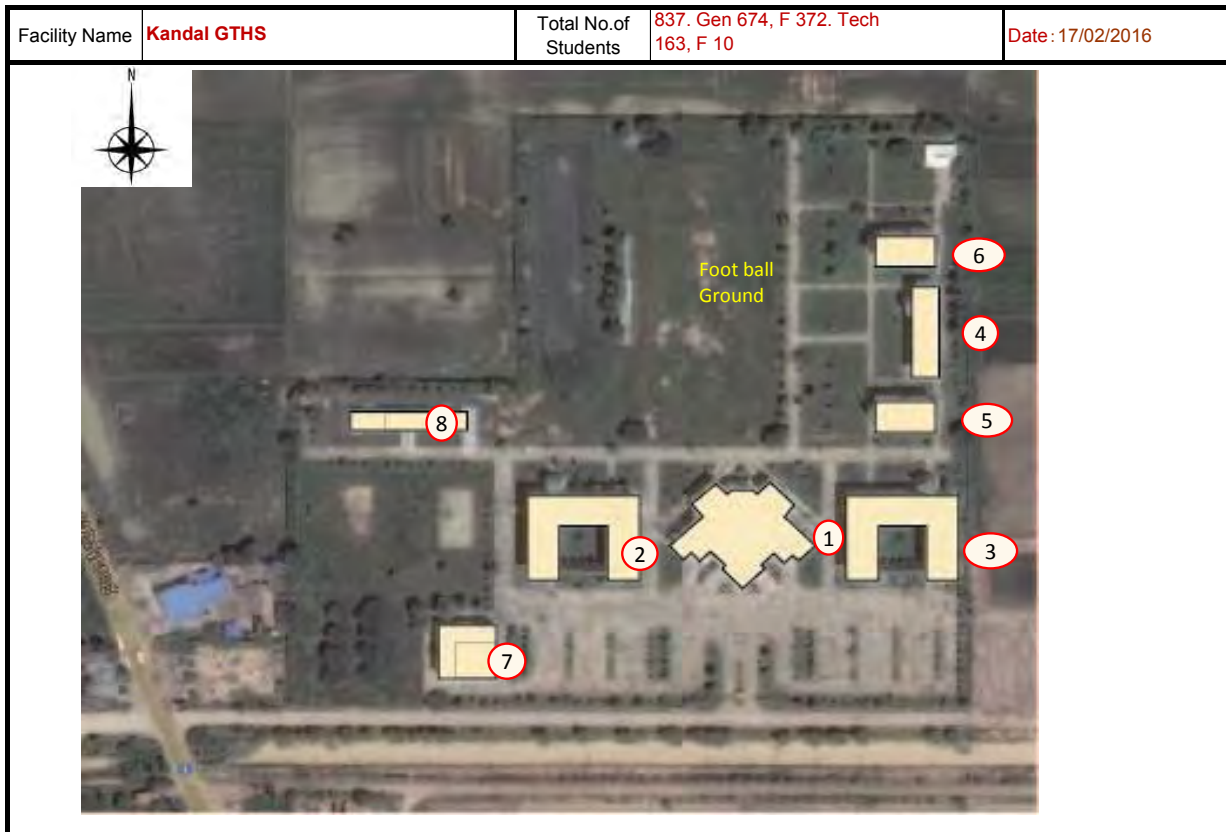 Facility Name
Kandal GTHS
Total No.of
Students
837. Gen 674, F 372. Tech
163, F 10
Date: 17/02/2016
N
6
Foot ball
Ground
4
5
8
1
2
3
7